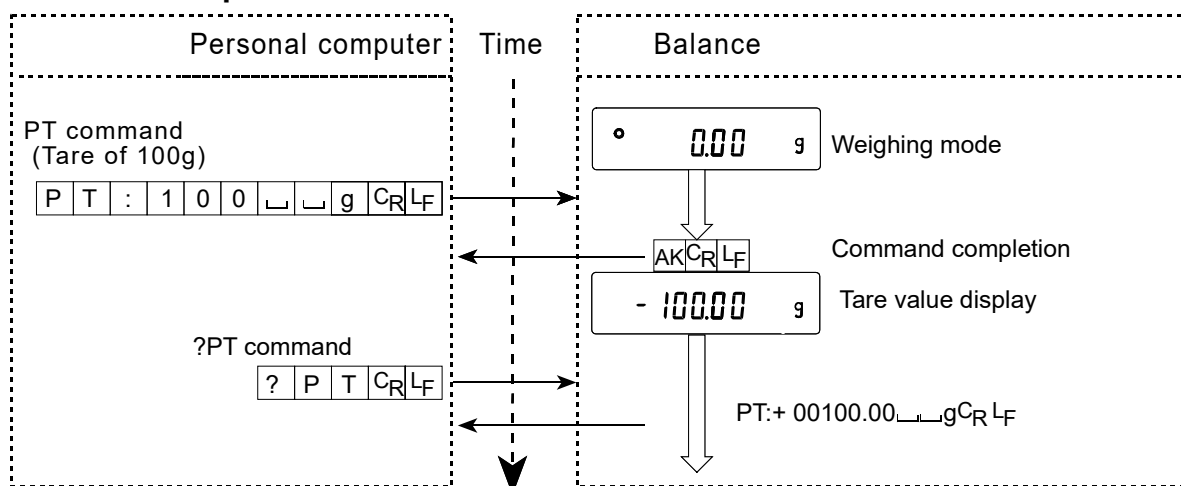 Personal computer Time Balance
PT command
(Tare of 100g)
0.00 g Weighing mode
P T : 1 0 0 ␣ ␣ g CR LF
AK CR LF Command completion
- 100.00 g Tare value display
?PT command
? P T CR LF
PT:+ 00100.00␣␣gCR LF